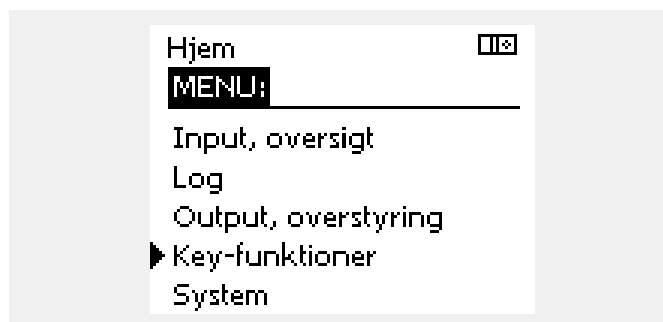 Hjem
MENU:
Input, oversigt
Log
Output, overstyring
Key-funktioner
System